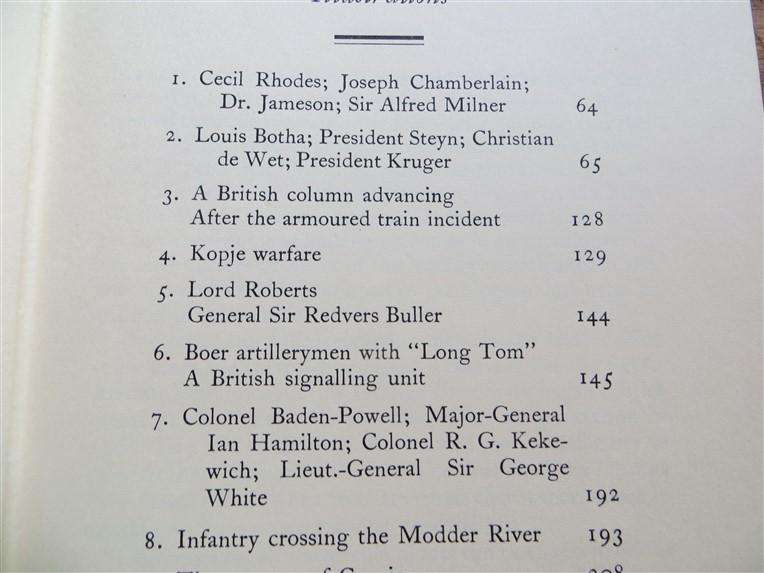 1. Cecil Rhodes; Joseph Chamberlain;
Dr. Jameson; Sir Alfred Milner 64
2. Louis Botha; President Steyn; Christian
de Wet; President Kruger 65
3. A British column advancing
After the armoured train incident 128
4. Kopje warfare 129
5. Lord Roberts
General Sir Redvers Buller 144
6. Boer artillerymen with "Long Tom"
A British signalling unit 145
7. Colonel Baden-Powell; Major-General
Ian Hamilton; Colonel R. G. Keke-
wich; Lieut.-General Sir George
White 192
8. Infantry crossing the Modder River 193